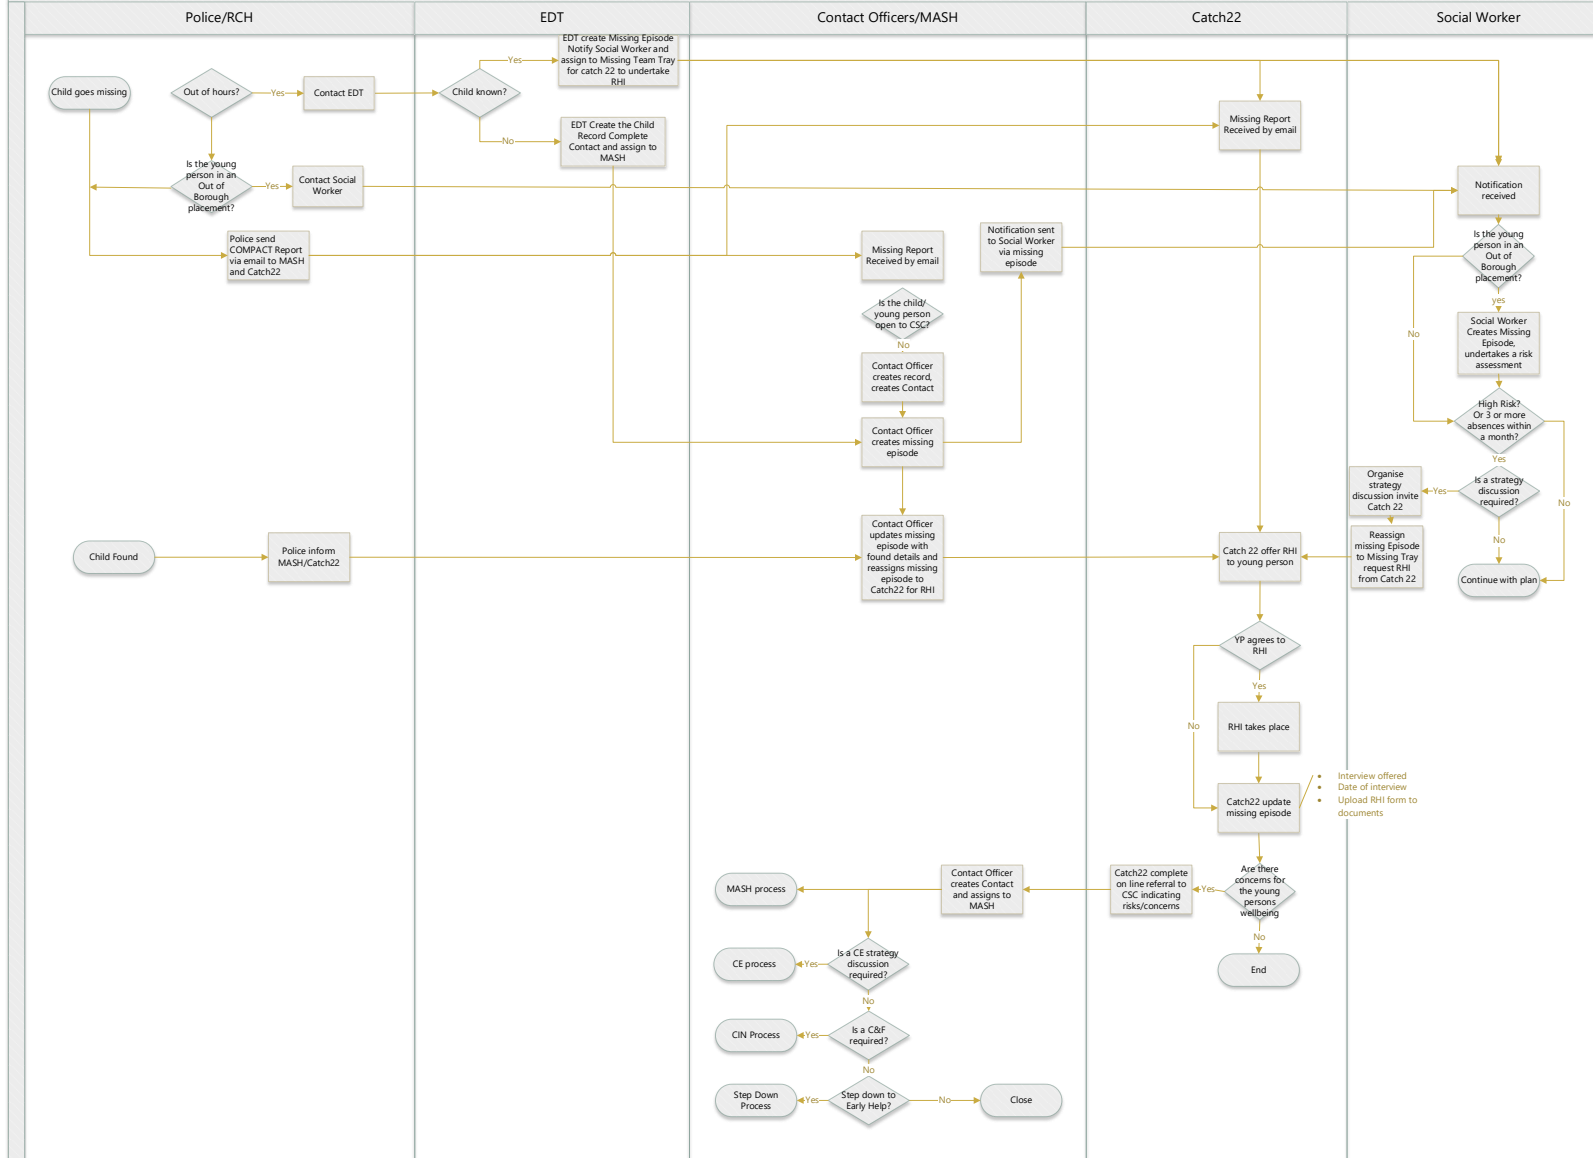 Police/RCH
EDT
Contact Officers/MASH
Catch22
Social Worker
Child goes missing
Out of hours?
Yes
Contact EDT
Child known?
Yes
EDT create Missing Episode
Notify Social Worker and
assign to Missing Team Tray
for catch 22 to undertake
RHI
No
EDT Create the Child
Record Complete
Contact and assign to
MASH
Missing Report
Received by email
Is the young
person in an
Out of
Borough
placement?
Yes
Contact Social
Worker
Notification
received
Police send
COMPACT Report
via email to MASH
and Catch22
Missing Report
Received by email
Notification sent
to Social Worker
via missing
episode
Is the young
person in an
Out of
Borough
placement?
yes
No
Is the child/
young person
open to CSC?
No
Social Worker
Creates Missing
Episode,
undertakes a risk
assessment
Contact Officer
creates record,
creates Contact
Contact Officer
creates missing
episode
High Risk?
Or 3 or more
absences within
a month?
Yes
No
Organise
strategy
discussion invite
Catch 22
Yes
Is a strategy
discussion
required?
No
Child Found
Police inform
MASH/Catch22
Contact Officer
updates missing
episode with
found details and
reassigns missing
episode to
Catch22 for RHI
Catch 22 offer RHI
to young person
Reassign
missing Episode
to Missing Tray
request RHI
from Catch 22
Continue with plan
YP agrees to
RHI
Yes
No
RHI takes place
Catch22 update
missing episode
• Interview offered
• Date of interview
• Upload RHI form to
documents
Are there
concerns for
the young
persons
wellbeing
Yes
No
End
Catch22 complete
on line referral to
CSC indicating
risks/concerns
Contact Officer
creates Contact
and assigns to
MASH
MASH process
Is a CE strategy
discussion
required?
Yes
CE process
No
Is a C&F
required?
Yes
CIN Process
No
Step down to
Early Help?
Yes
Step Down
Process
No
Close